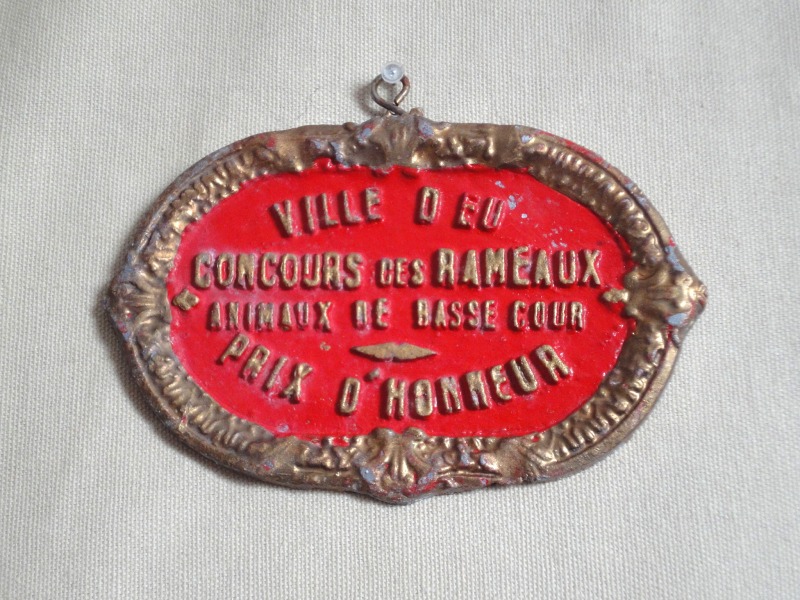 VILLE D EU
CONCOURS DES RAMEAUX
ANIMAUX DE BASSE COUR
PRIX D'HONNEUR